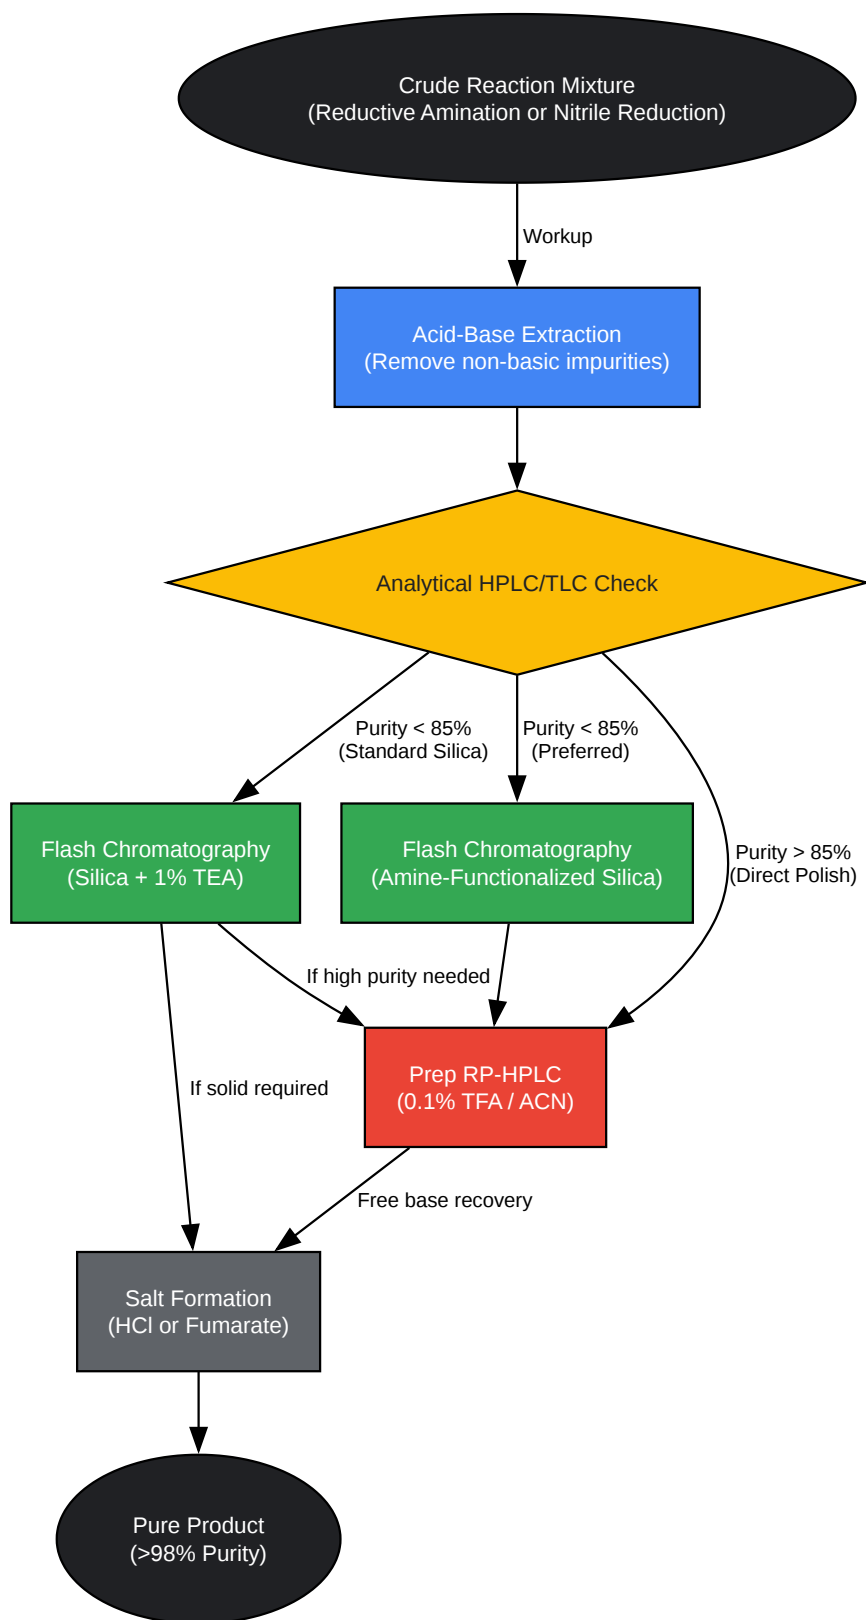 Crude Reaction Mixture
(Reductive Amination or Nitrile Reduction)
Workup
Acid-Base Extraction
(Remove non-basic impurities)
Analytical HPLC/TLC Check
Purity < 85%
(Standard Silica)
Purity < 85%
(Preferred)
Purity > 85%
(Direct Polish)
Flash Chromatography
(Silica + 1% TEA)
Flash Chromatography
(Amine-Functionalized Silica)
If high purity needed
Prep RP-HPLC
(0.1% TFA / ACN)
If solid required
Free base recovery
Salt Formation
(HCl or Fumarate)
Pure Product
(>98% Purity)